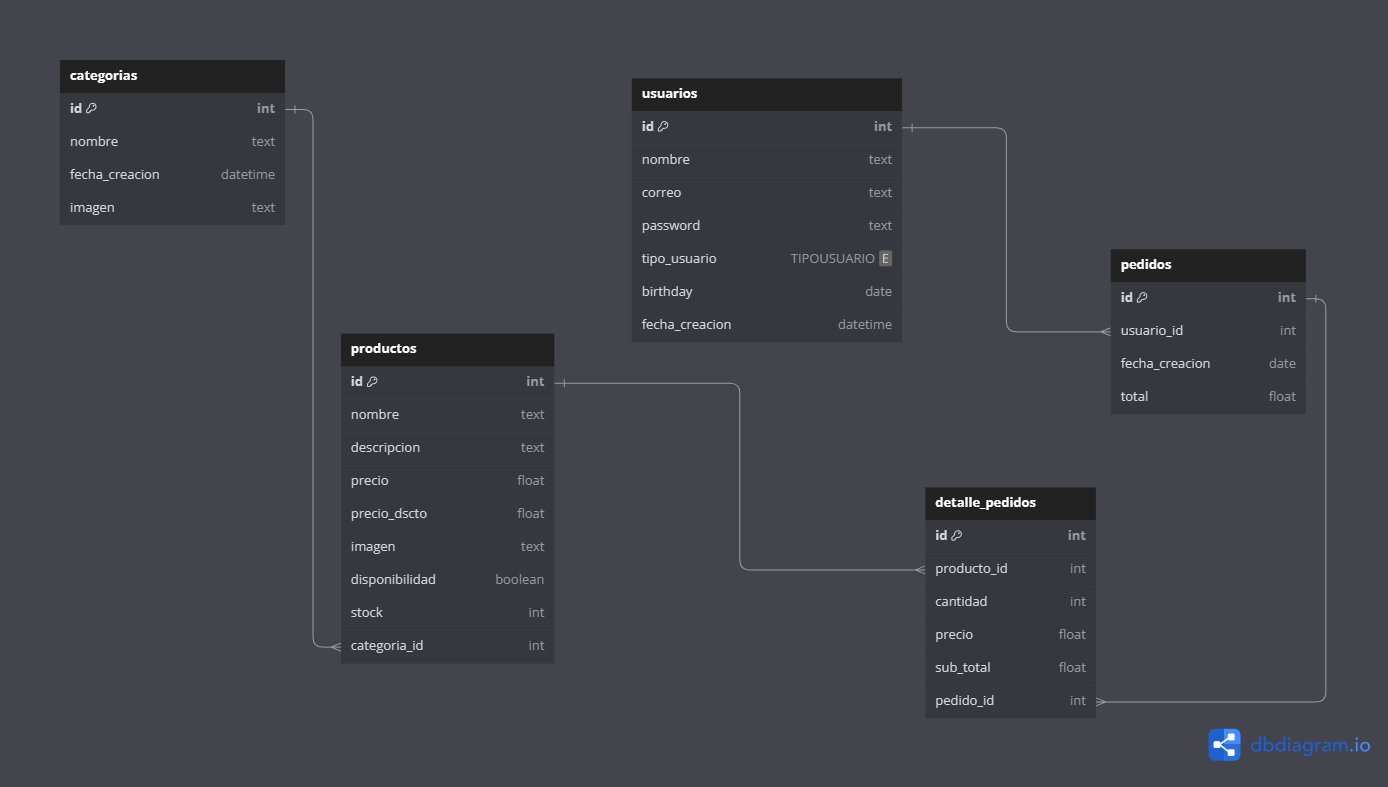 categorias
id int
nombre text
fecha_creacion datetime
imagen text
usuarios
id int
nombre text
correo text
password text
tipo_usuario TIPOUSUARIO E
birthday date
fecha_creacion datetime
pedidos
id int
usuario_id int
fecha_creacion date
total float
productos
id int
nombre text
descripcion text
precio float
precio_dscto float
imagen text
disponibilidad boolean
stock int
categoria_id int
detalle_pedidos
id int
producto_id int
cantidad int
precio float
sub_total float
pedido_id int
dbdiagram.io